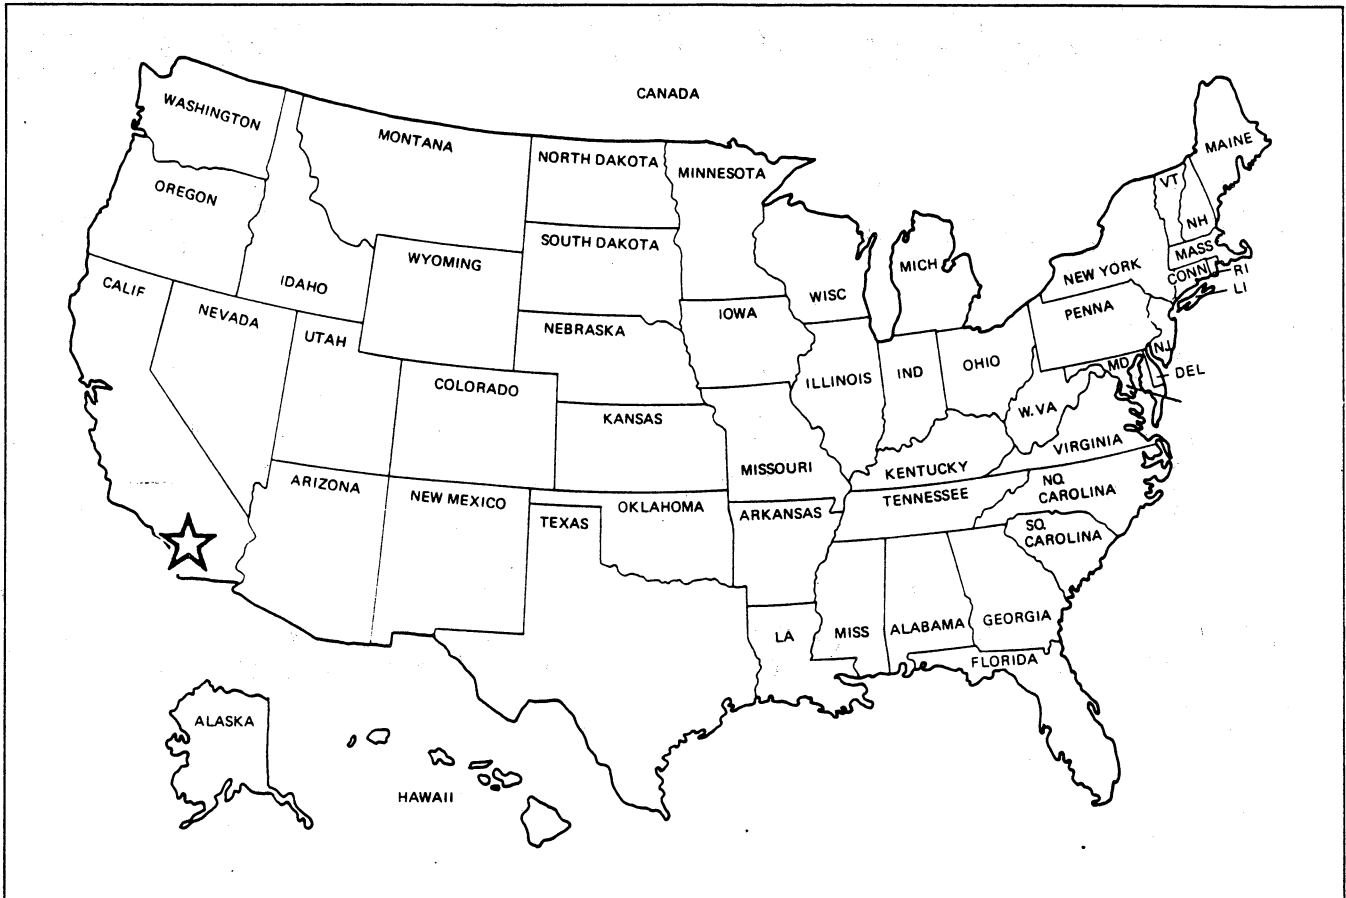 CANADA
WASHINGTON
MONTANA
NORTH DAKOTA
MINNESOTA
MAINE
VT
OREGON
NH
SOUTH DAKOTA
WYOMING
MICH
MASS
NEW YORK
CONN
RI
LI
CALIF
IDAHO
WISC
NEVADA
IOWA
PENNA
UTAH
NEBRASKA
NJ
MD
DEL
OHIO
IND
ILLINOIS
COLORADO
KANSAS
W.VA
VIRGINIA
MISSOURI
KENTUCKY
ARIZONA
NEW MEXICO
TENNESSEE
NO.
CAROLINA
TEXAS
OKLAHOMA
ARKANSAS
SO.
CAROLINA
LA
MISS
ALABAMA
GEORGIA
FLORIDA
ALASKA
HAWAII